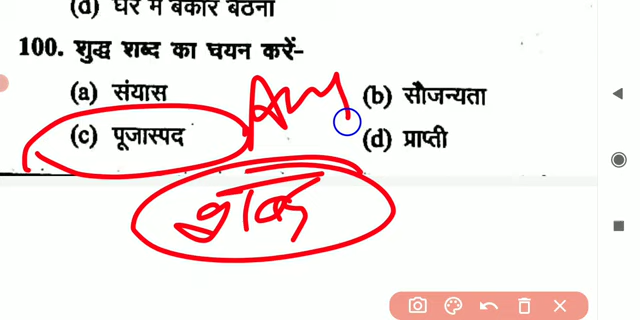 (d) घर में बेकार बैठना
100. शुद्ध शब्द का चयन करें-
(a) संयास (b) सौजन्यता
(c) पूजास्पद (d) प्राप्ती
Ans